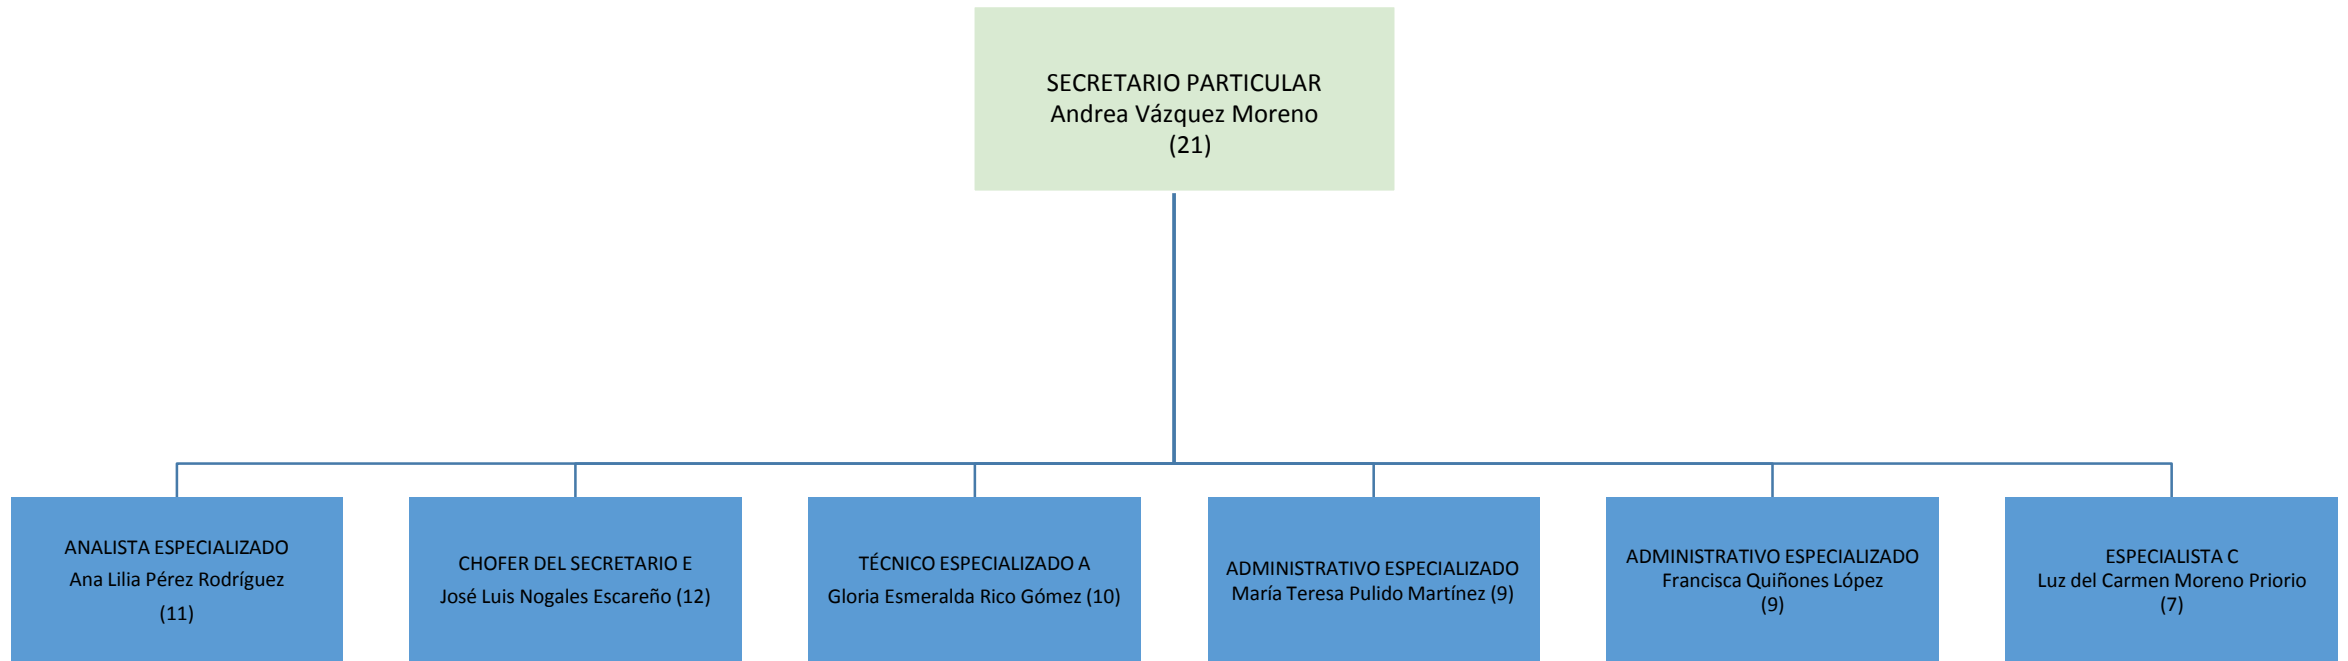 SECRETARIO PARTICULAR
Andrea Vázquez Moreno
(21)
ANALISTA ESPECIALIZADO
Ana Lilia Pérez Rodríguez
(11)
CHOFER DEL SECRETARIO E
José Luis Nogales Escareño (12)
TÉCNICO ESPECIALIZADO A
Gloria Esmeralda Rico Gómez (10)
ADMINISTRATIVO ESPECIALIZADO
María Teresa Pulido Martínez (9)
ADMINISTRATIVO ESPECIALIZADO
Francisca Quiñones López
(9)
ESPECIALISTA C
Luz del Carmen Moreno Priorio
(7)